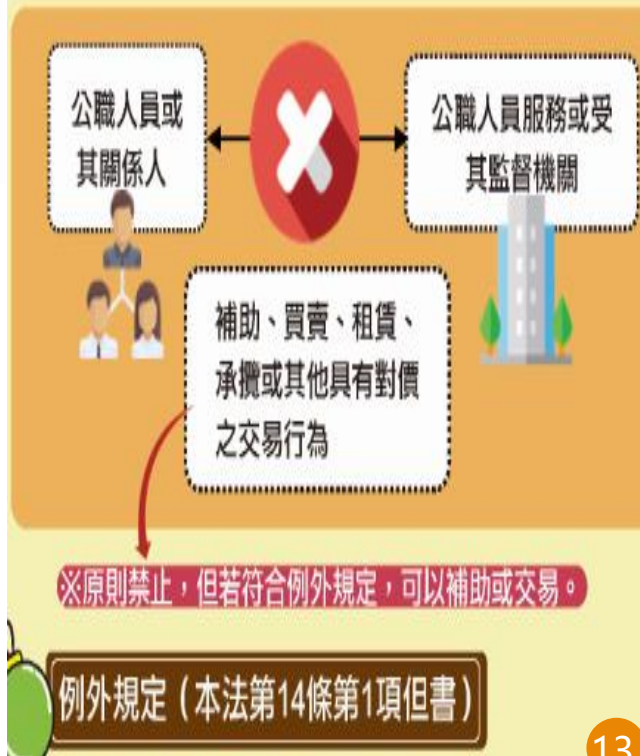 公職人員或
其關係人
公職人員服務或受
其監督機關
補助、買賣、租賃、
承攬或其他具有對價
之交易行為
※原則禁止，但若符合例外規定，可以補助或交易。
例外規定（本法第14條第1項但書）
13